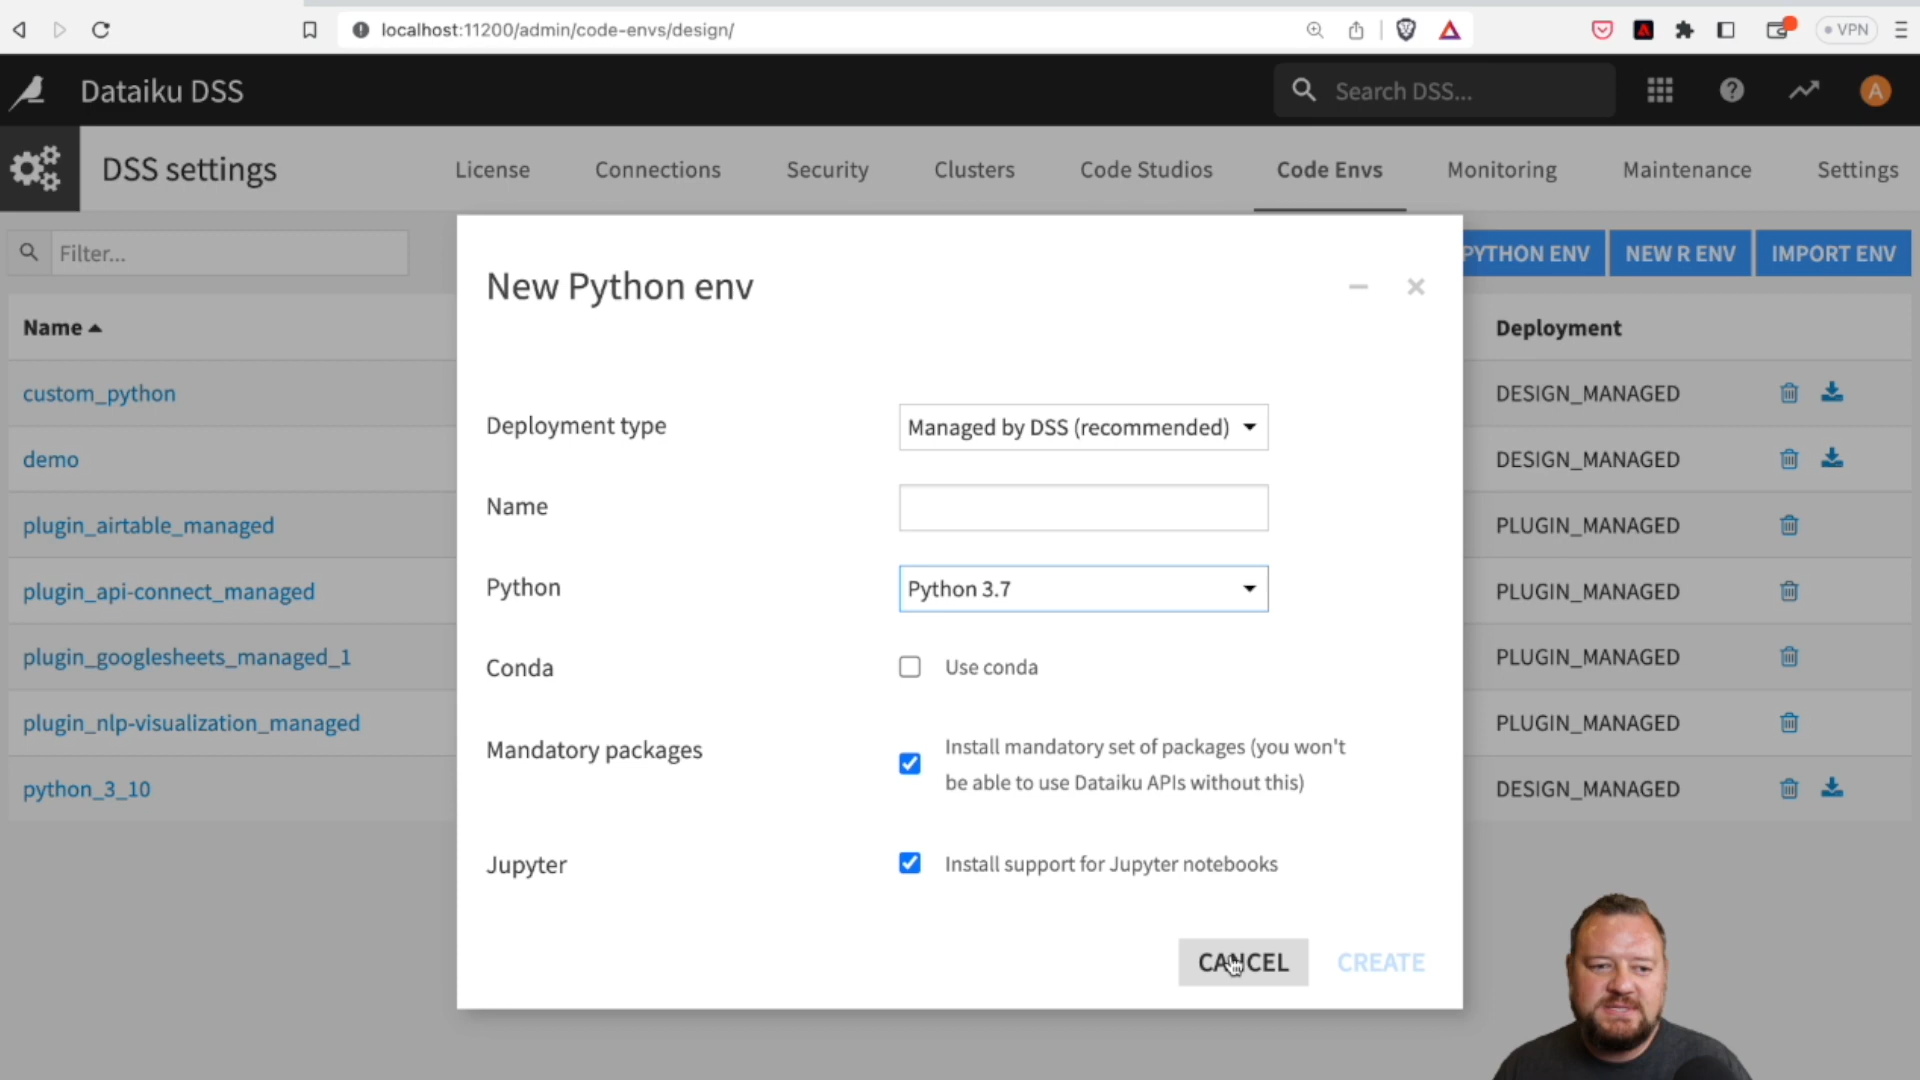 localhost:11200/admin/code-envs/design/
VPN
Dataiku DSS
Search DSS...
A
DSS settings
License
Connections
Security
Clusters
Code Studios
Code Envs
Monitoring
Maintenance
Settings
Filter...
PYTHON ENV
NEW R ENV
IMPORT ENV
New Python env
Name
Deployment
custom_python
DESIGN_MANAGED
demo
DESIGN_MANAGED
plugin_airtable_managed
PLUGIN_MANAGED
plugin_api-connect_managed
PLUGIN_MANAGED
plugin_googlesheets_managed_1
PLUGIN_MANAGED
plugin_nlp-visualization_managed
PLUGIN_MANAGED
python_3_10
DESIGN_MANAGED
Deployment type
Managed by DSS (recommended)
Name
Python
Python 3.7
Conda
Use conda
Mandatory packages
Install mandatory set of packages (you won't
be able to use Dataiku APIs without this)
Jupyter
Install support for Jupyter notebooks
CANCEL
CREATE